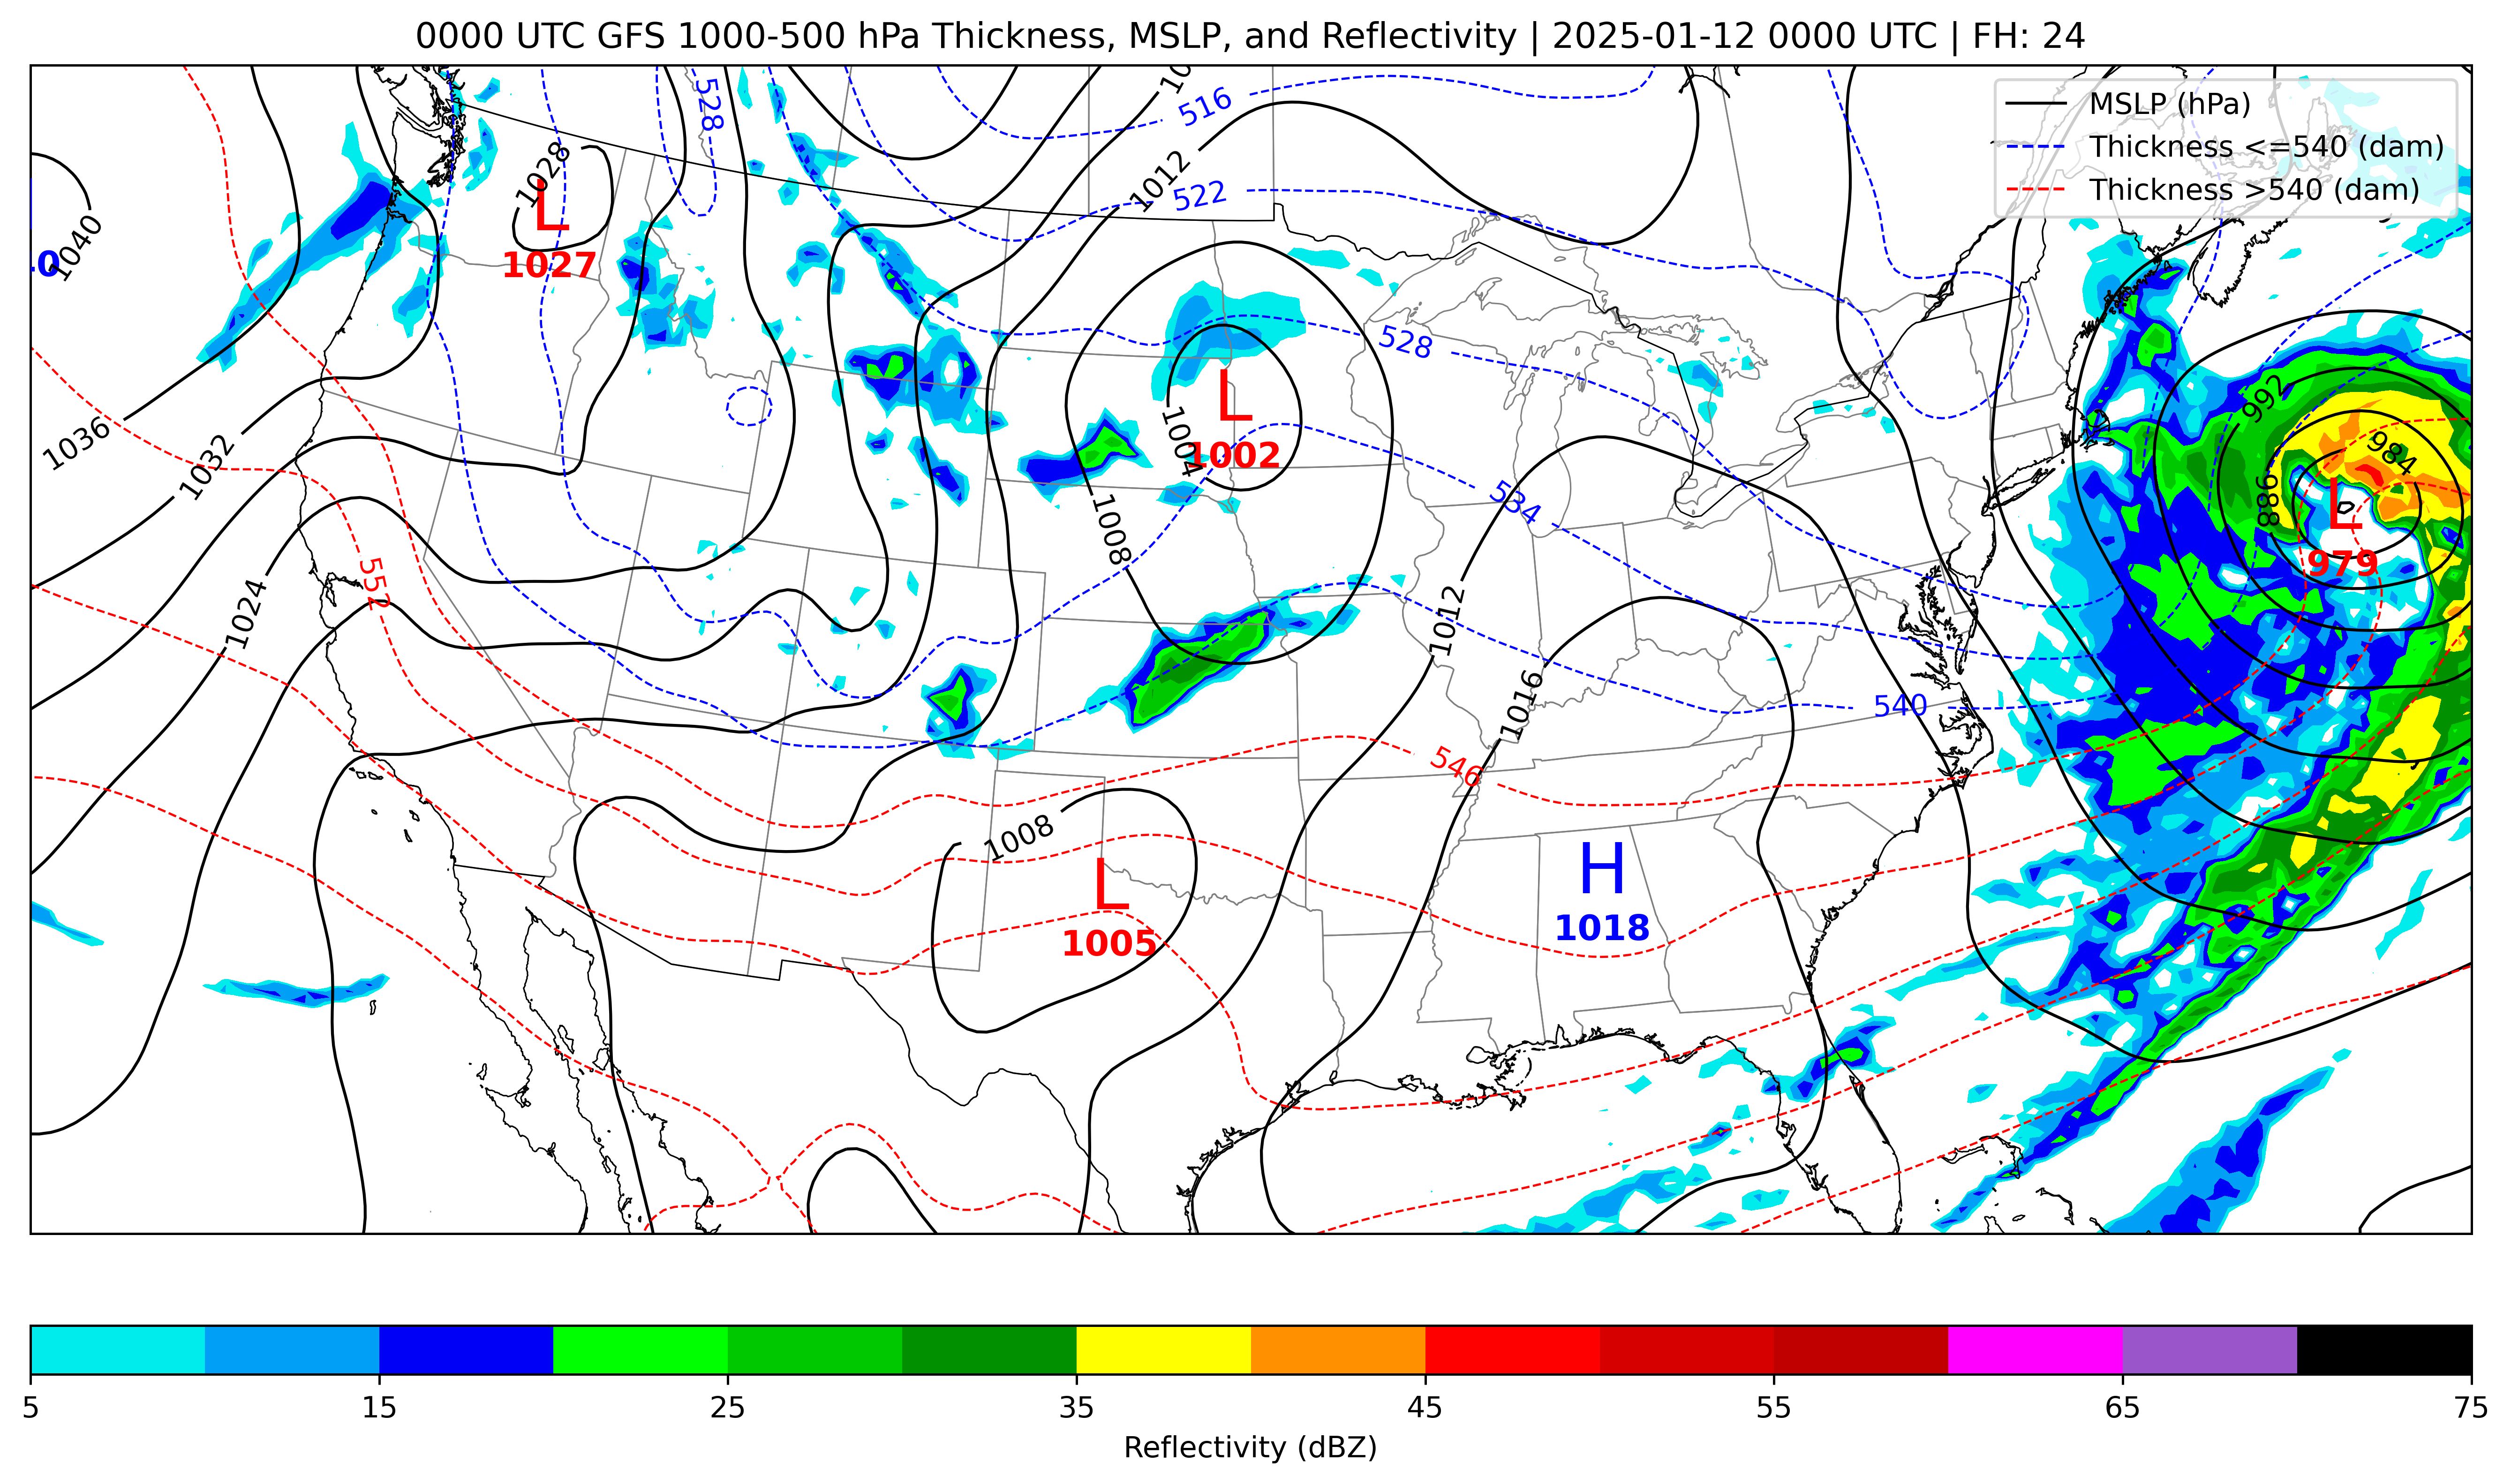 0000 UTC GFS 1000-500 hPa Thickness, MSLP, and Reflectivity | 2025-01-12 0000 UTC | FH: 24
MSLP (hPa)
Thickness <=540 (dam)
Thickness >540 (dam)
528
516
1012
522
1028
L
1027
1040
528
992
984
988
L
979
L
1002
1004
1036
1032
534
1008
552
1024
1012
1016
540
546
1008
L
1005
H
1018
5 15 25 35 45 55 65 75
Reflectivity (dBZ)